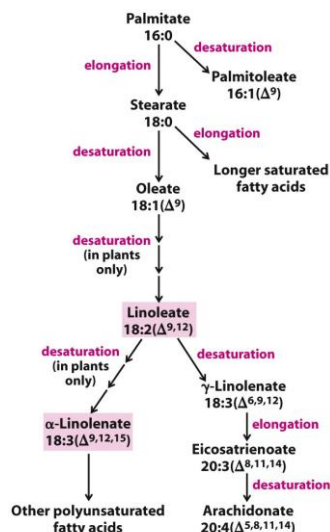 Palmitate
16:0
desaturation
elongation
Palmitoleate
16:1(Δ⁹)
Stearate
18:0
elongation
desaturation
Longer saturated
fatty acids
Oleate
18:1(Δ⁹)
desaturation
(in plants
only)
Linoleate
18:2(Δ⁹,¹²)
desaturation
(in plants
only)
desaturation
γ-Linolenate
18:3(Δ⁶,⁹,¹²)
α-Linolenate
18:3(Δ⁹,¹²,¹⁵)
elongation
Eicosatrienoate
20:3(Δ⁸,¹¹,¹⁴)
desaturation
Other polyunsaturated
fatty acids
Arachidonate
20:4(Δ⁵,⁸,¹¹,¹⁴)